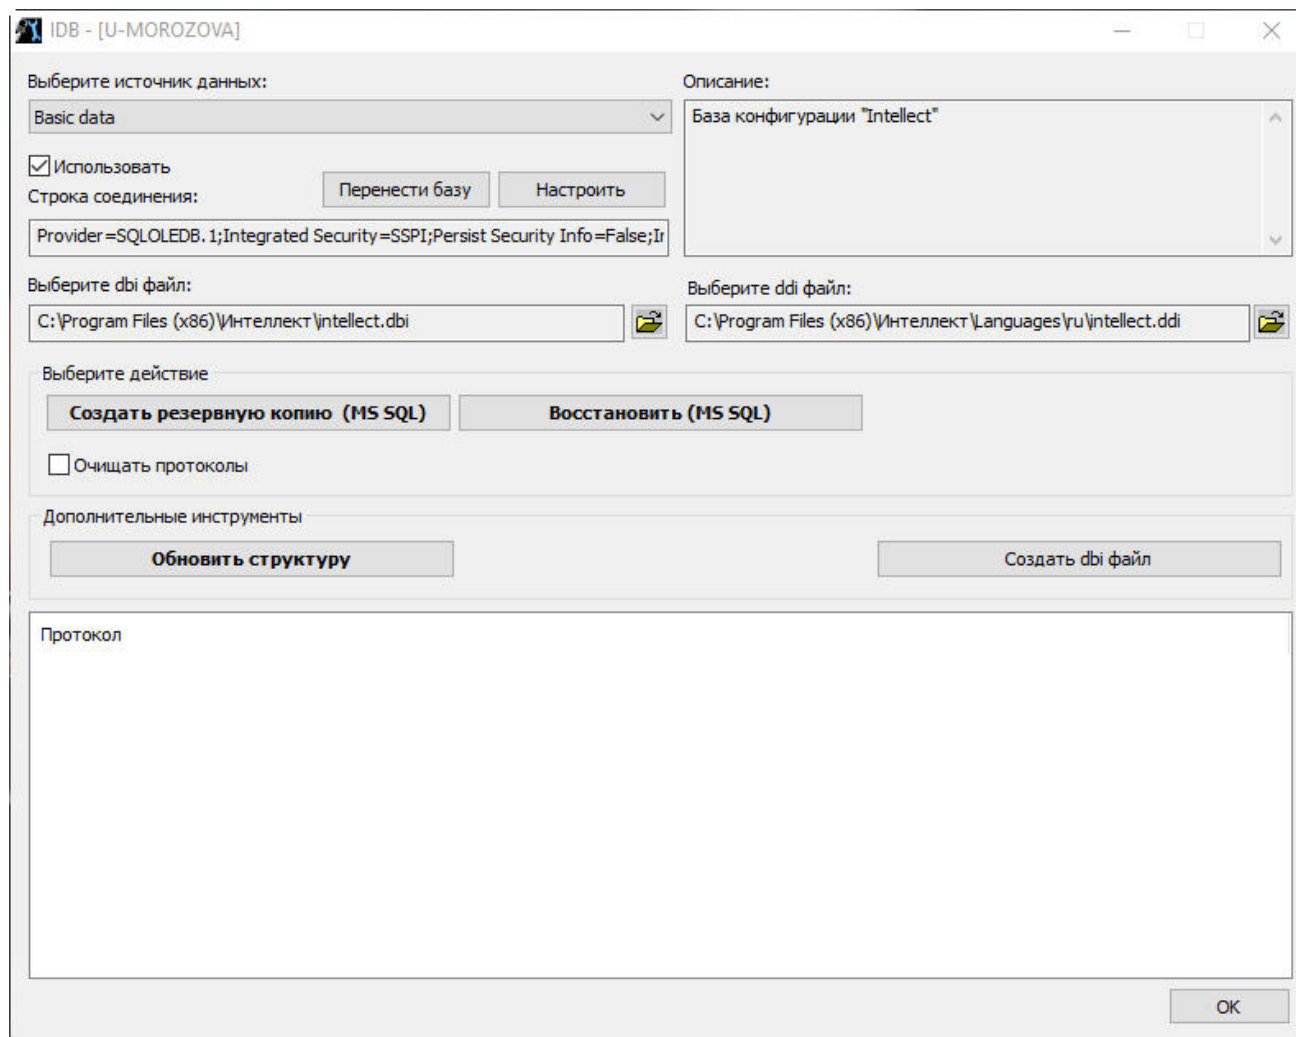 IDB - [U-MOROZOVA]
Выберите источник данных:
Basic data
Использовать
Строка соединения:
Перенести базу
Настроить
Provider=SQLOLEDB.1;Integrated Security=SSPI;Persist Security Info=False;Ir
Описание:
База конфигурации "Intellect"
Выберите dbi файл:
C:\Program Files (x86)\Интеллект\intellect.dbi
Выберите ddi файл:
C:\Program Files (x86)\Интеллект\Languages\ru\intellect.ddi
Выберите действие
Создать резервную копию (MS SQL)
Восстановить (MS SQL)
Очищать протоколы
Дополнительные инструменты
Обновить структуру
Создать dbi файл
Протокол
OK